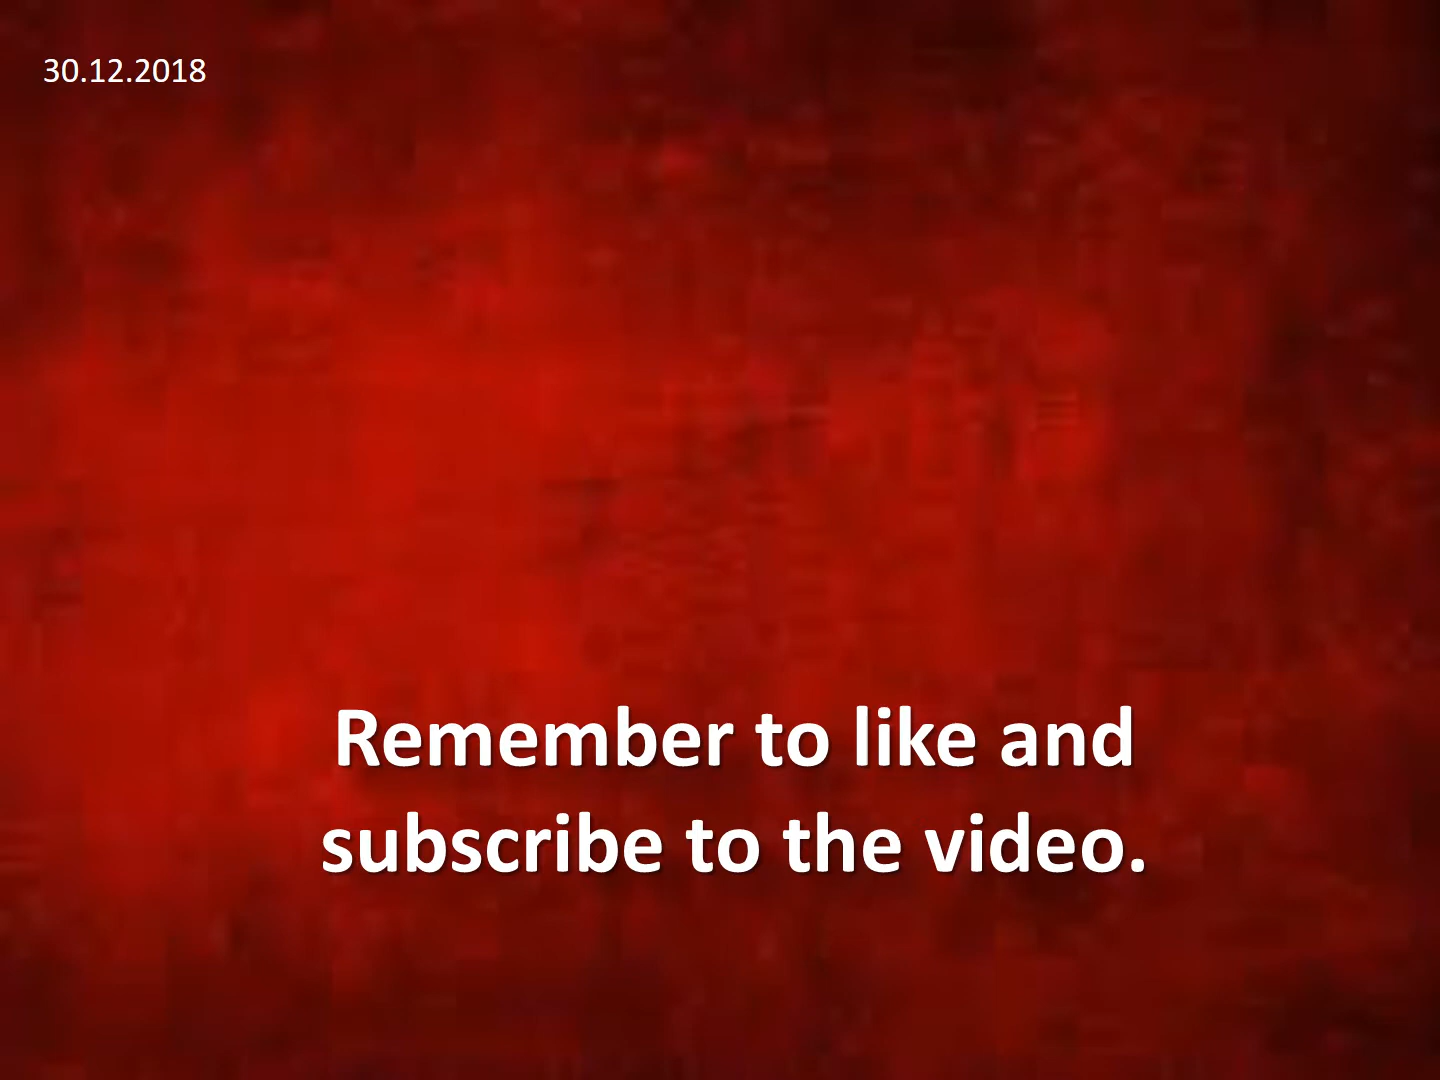 30.12.2018
Remember to like and
subscribe to the video.